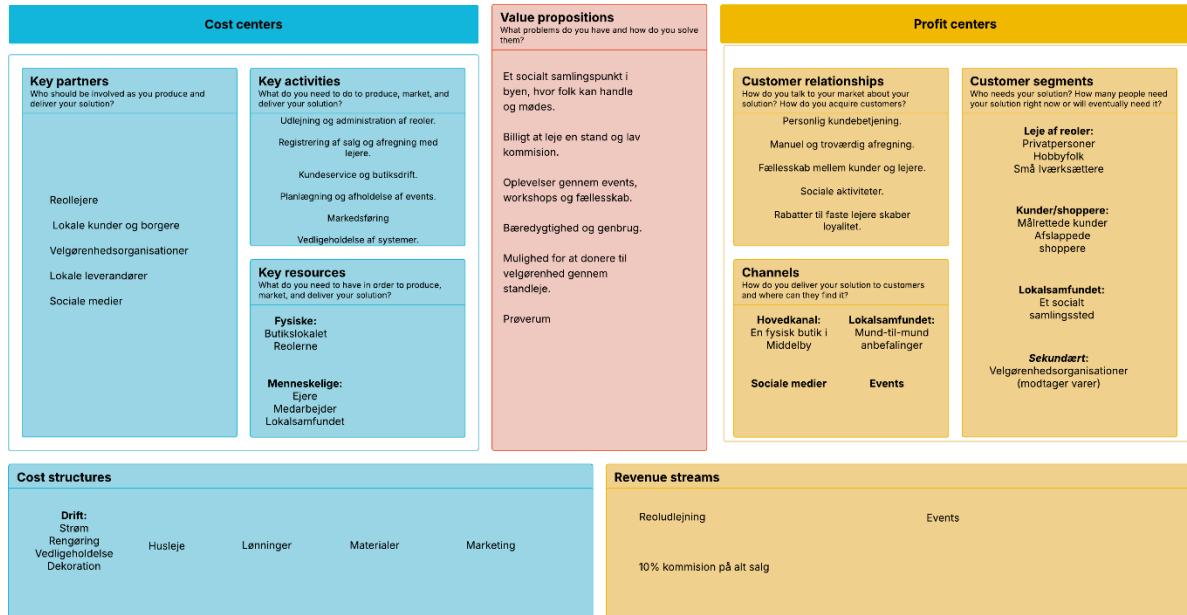 Cost centers
Value propositions
What problems do you have and how do you solve
them?
Profit centers
Key partners
Who should be involved as you produce and
deliver your solution?
Reollejere
Lokale kunder og borgere
Velgørenhedsorganisationer
Lokale leverandører
Sociale medier
Key activities
What do you need to do to produce, market, and
deliver your solution?
Udlejning og administration af reoler.
Registrering af salg og afregning med
lejere.
Kundeservice og butiksdrift.
Planlægning og afholdelse af events.
Markedsføring
Vedligeholdelse af systemer.
Key resources
What do you need to have in order to produce,
market, and deliver your solution?
Fysiske:
Butikslokalet
Reolerne
Menneskelige:
Ejere
Medarbejder
Lokalsamfundet
Et socialt samlingspunkt i
byen, hvor folk kan handle
og mødes.
Billigt at leje en stand og lav
kommision.
Oplevelser gennem events,
workshops og fællesskab.
Bæredygtighed og genbrug.
Mulighed for at donere til
velgørenhed gennem
standleje.
Prøverum
Customer relationships
How do you talk to your market about your
solution? How do you acquire customers?
Personlig kundebetjening.
Manuel og troværdig afregning.
Fællesskab mellem kunder og lejere.
Sociale aktiviteter.
Rabatter til faste lejere skaber
loyalitet.
Channels
How do you deliver your solution to customers
and where can they find it?
Hovedkanal:
En fysisk butik i
Middelby
Lokalsamfundet:
Mund-til-mund
anbefalinger
Sociale medier
Events
Customer segments
Who needs your solution? How many people need
your solution right now or will eventually need it?
Leje af reoler:
Privatpersoner
Hobbyfolk
Små Iværksættere
Kunder/shoppere:
Målrettede kunder
Afslappede
shoppere
Lokalsamfundet:
Et socialt
samlingssted
Sekundært:
Velgørenhedsorganisationer
(modtager varer)
Cost structures
Drift:
Strøm
Rengøring
Vedligeholdelse
Dekoration
Husleje
Lønninger
Materialer
Marketing
Revenue streams
Reoludlejning
Events
10% kommision på alt salg